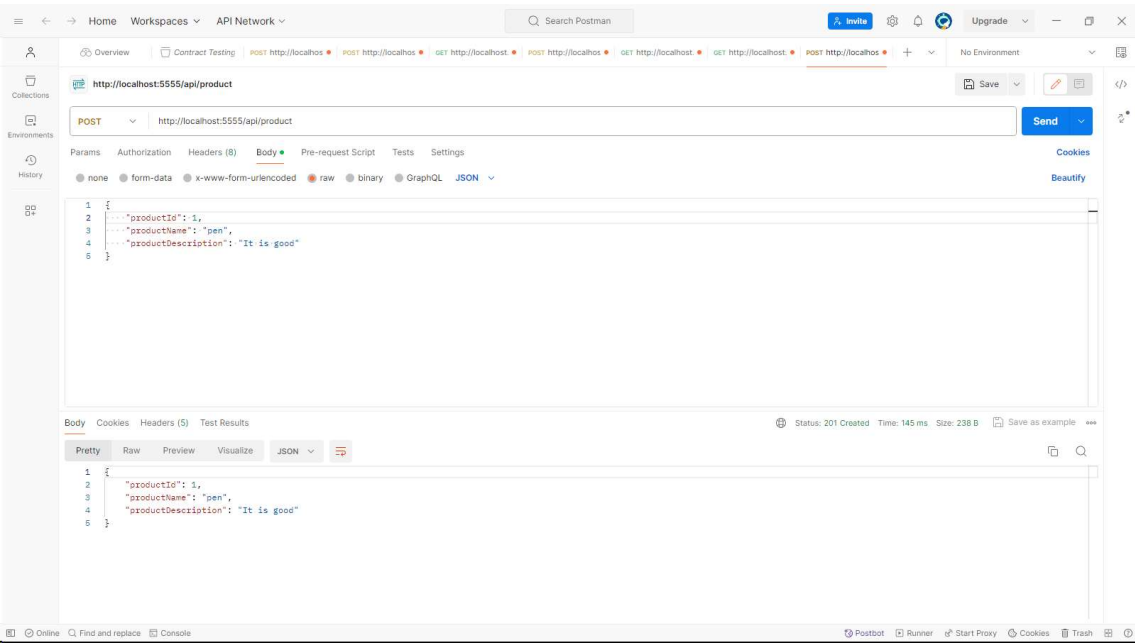 Home Workspaces API Network Search Postman Invite Upgrade
Overview Contract Testing POST http://localhos POST http://localhos GET http://localhost: POST http://localhos GET http://localhost: GET http://localhost: POST http://localhos No Environment
http://localhost:5555/api/product Save
Collections
POST http://localhost:5555/api/product Send
Environments
Params Authorization Headers (8) Body Pre-request Script Tests Settings Cookies
History
none form-data x-www-form-urlencoded raw binary GraphQL JSON Beautify
1 {
2 "productId": 1,
3 "productName": "pen",
4 "productDescription": "It is good"
5 }
Body Cookies Headers (5) Test Results Status: 201 Created Time: 145 ms Size: 238 B Save as example
Pretty Raw Preview Visualize JSON
1 {
2 "productId": 1,
3 "productName": "pen",
4 "productDescription": "It is good"
5 }
Online Find and replace Console Postbot Runner Start Proxy Cookies Trash